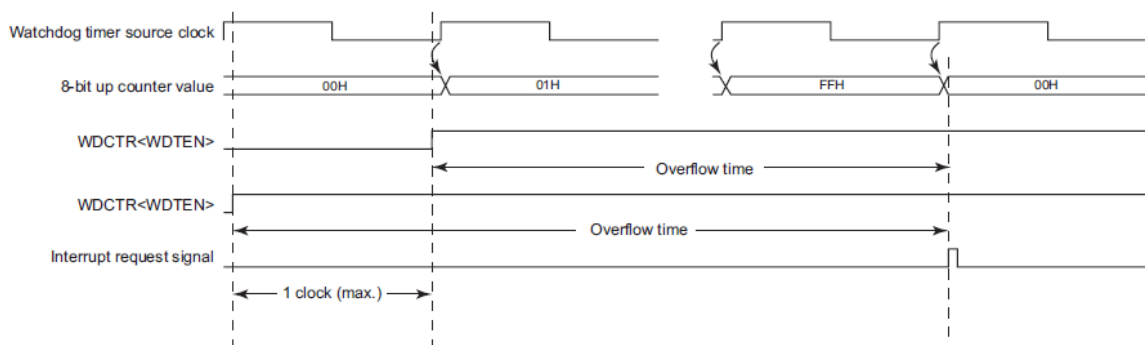 Watchdog timer source clock
8-bit up counter value
00H
01H
FFH
00H
WDCTR<WDTEN>
Overflow time
WDCTR<WDTEN>
Overflow time
Interrupt request signal
1 clock (max.)